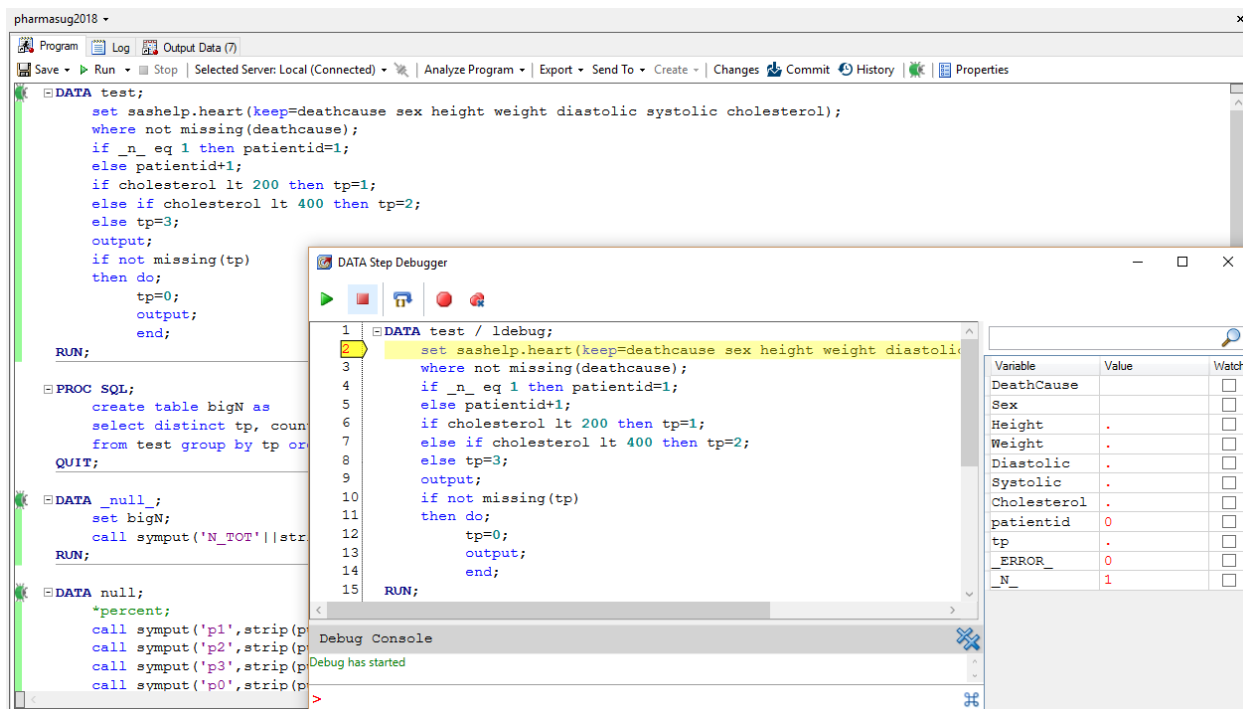 pharmasug2018
Program Log Output Data (7)
Save Run Stop Selected Server: Local (Connected) Analyze Program Export Send To Create Changes Commit History Properties
DATA test;
set sashelp.heart(keep=deathcause sex height weight diastolic systolic cholesterol);
where not missing(deathcause);
if _n_ eq 1 then patientid=1;
else patientid+1;
if cholesterol lt 200 then tp=1;
else if cholesterol lt 400 then tp=2;
else tp=3;
output;
if not missing(tp)
then do;
tp=0;
output;
end;
RUN;
PROC SQL;
create table bigN as
select distinct tp, coun
from test group by tp or
QUIT;
DATA _null_;
set bigN;
call symput('N_TOT'||str
RUN;
DATA null;
*percent;
call symput('p1',strip(p
call symput('p2',strip(p
call symput('p3',strip(p
call symput('p0',strip(p
DATA Step Debugger
1 DATA test / ldebug;
2 set sashelp.heart(keep=deathcause sex height weight diastoli
3 where not missing(deathcause);
4 if _n_ eq 1 then patientid=1;
5 else patientid+1;
6 if cholesterol lt 200 then tp=1;
7 else if cholesterol lt 400 then tp=2;
8 else tp=3;
9 output;
10 if not missing(tp)
11 then do;
12 tp=0;
13 output;
14 end;
15 RUN;
Variable Value Watch
DeathCause
Sex
Height .
Weight .
Diastolic .
Systolic .
Cholesterol .
patientid 0
tp .
_ERROR_ 0
_N_ 1
Debug Console
Debug has started
>